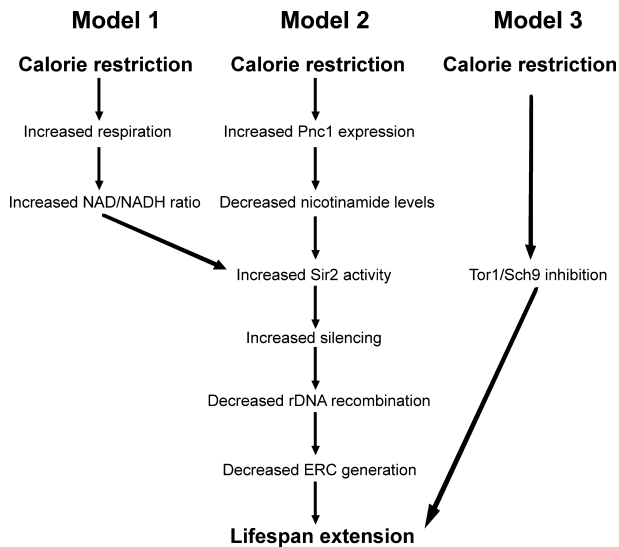 Model 1 Model 2 Model 3
Calorie restriction Calorie restriction Calorie restriction
Increased respiration Increased Pnc1 expression
Increased NAD/NADH ratio Decreased nicotinamide levels
Increased Sir2 activity Tor1/Sch9 inhibition
Increased silencing
Decreased rDNA recombination
Decreased ERC generation
Lifespan extension